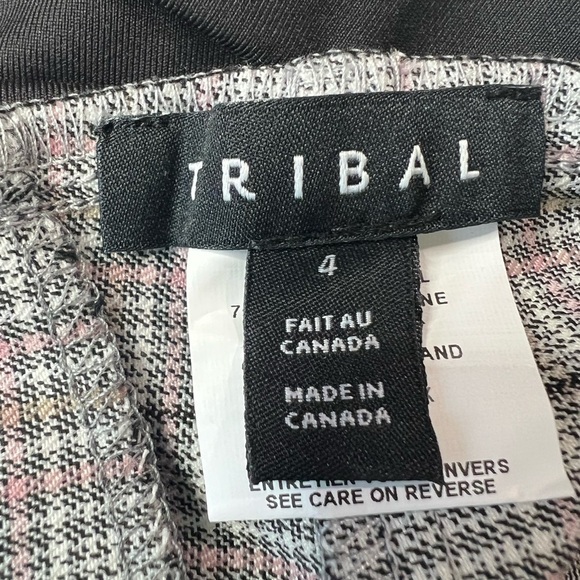 TRIBAL
4
FAIT AU
CANADA
MADE IN
CANADA
SEE CARE ON REVERSE